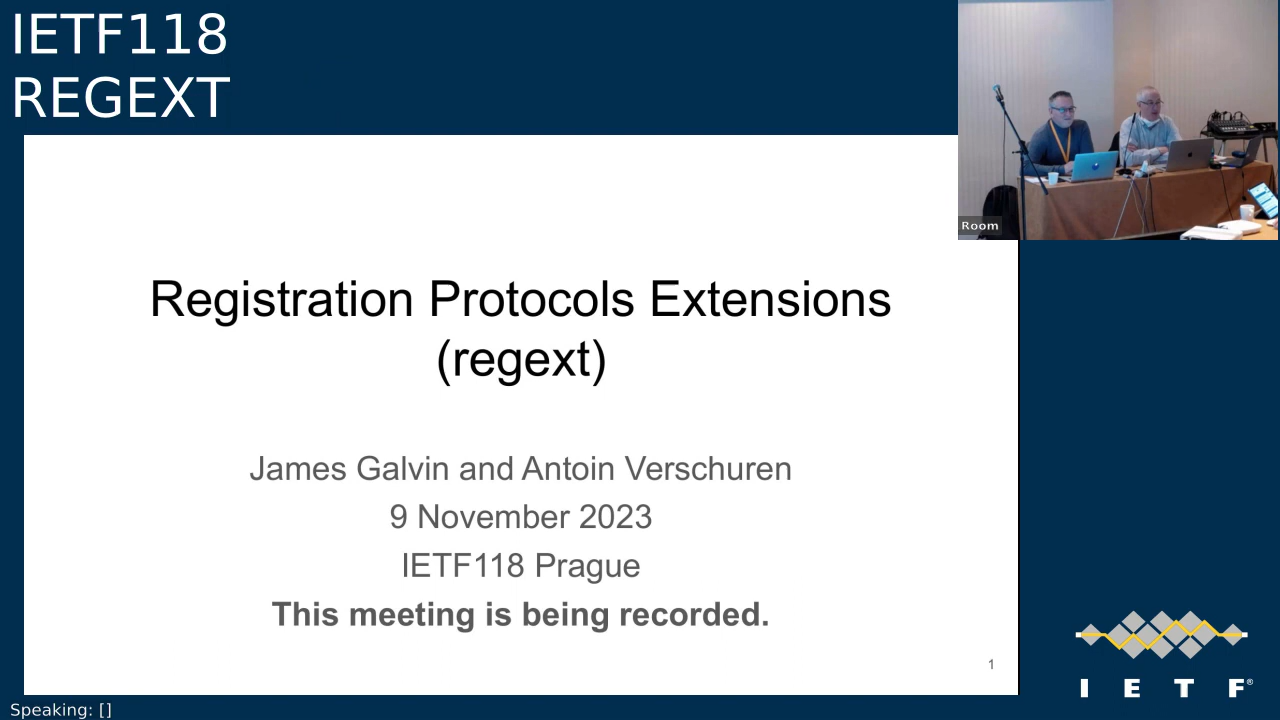 IETF118
REGEXT
Room
Registration Protocols Extensions
(regext)
James Galvin and Antoin Verschuren
9 November 2023
IETF118 Prague
This meeting is being recorded.
1
I E T F®
Speaking: []